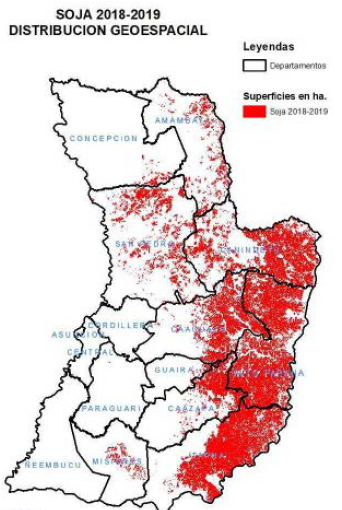 SOJA 2018-2019
DISTRIBUCION GEOESPACIAL
Leyendas
Departamentos
Superficies en ha.
Soja 2018-2019
AMAMBAY
CONCEPCION
SAN PEDRO
CANINDEYU
CORDILLERA
CAAGUAZU
ASUNCION
CENTRAL
GUAIRA
ALTO PARANA
PARAGUARI
CAAZAPA
ÑEEMBUCU
MISIONES
ITAPUA